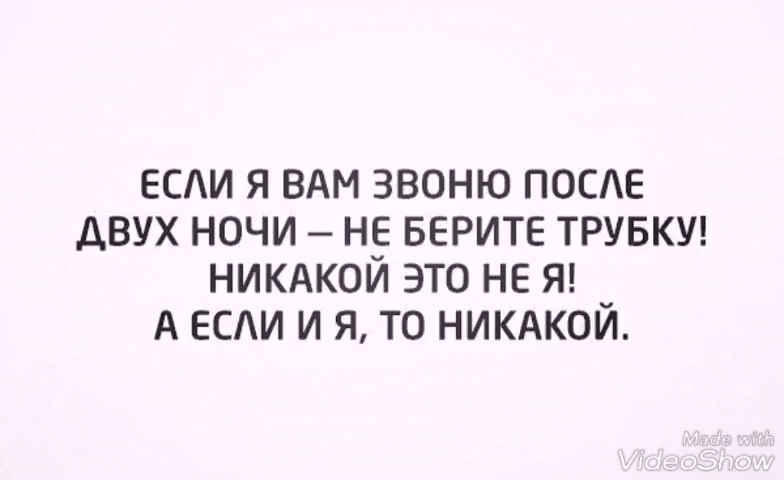 ЕСЛИ Я ВАМ ЗВОНЮ ПОСЛЕ
ДВУХ НОЧИ – НЕ БЕРИТЕ ТРУБКУ!
НИКАКОЙ ЭТО НЕ Я!
А ЕСЛИ И Я, ТО НИКАКОЙ.
Made with
VideoShow